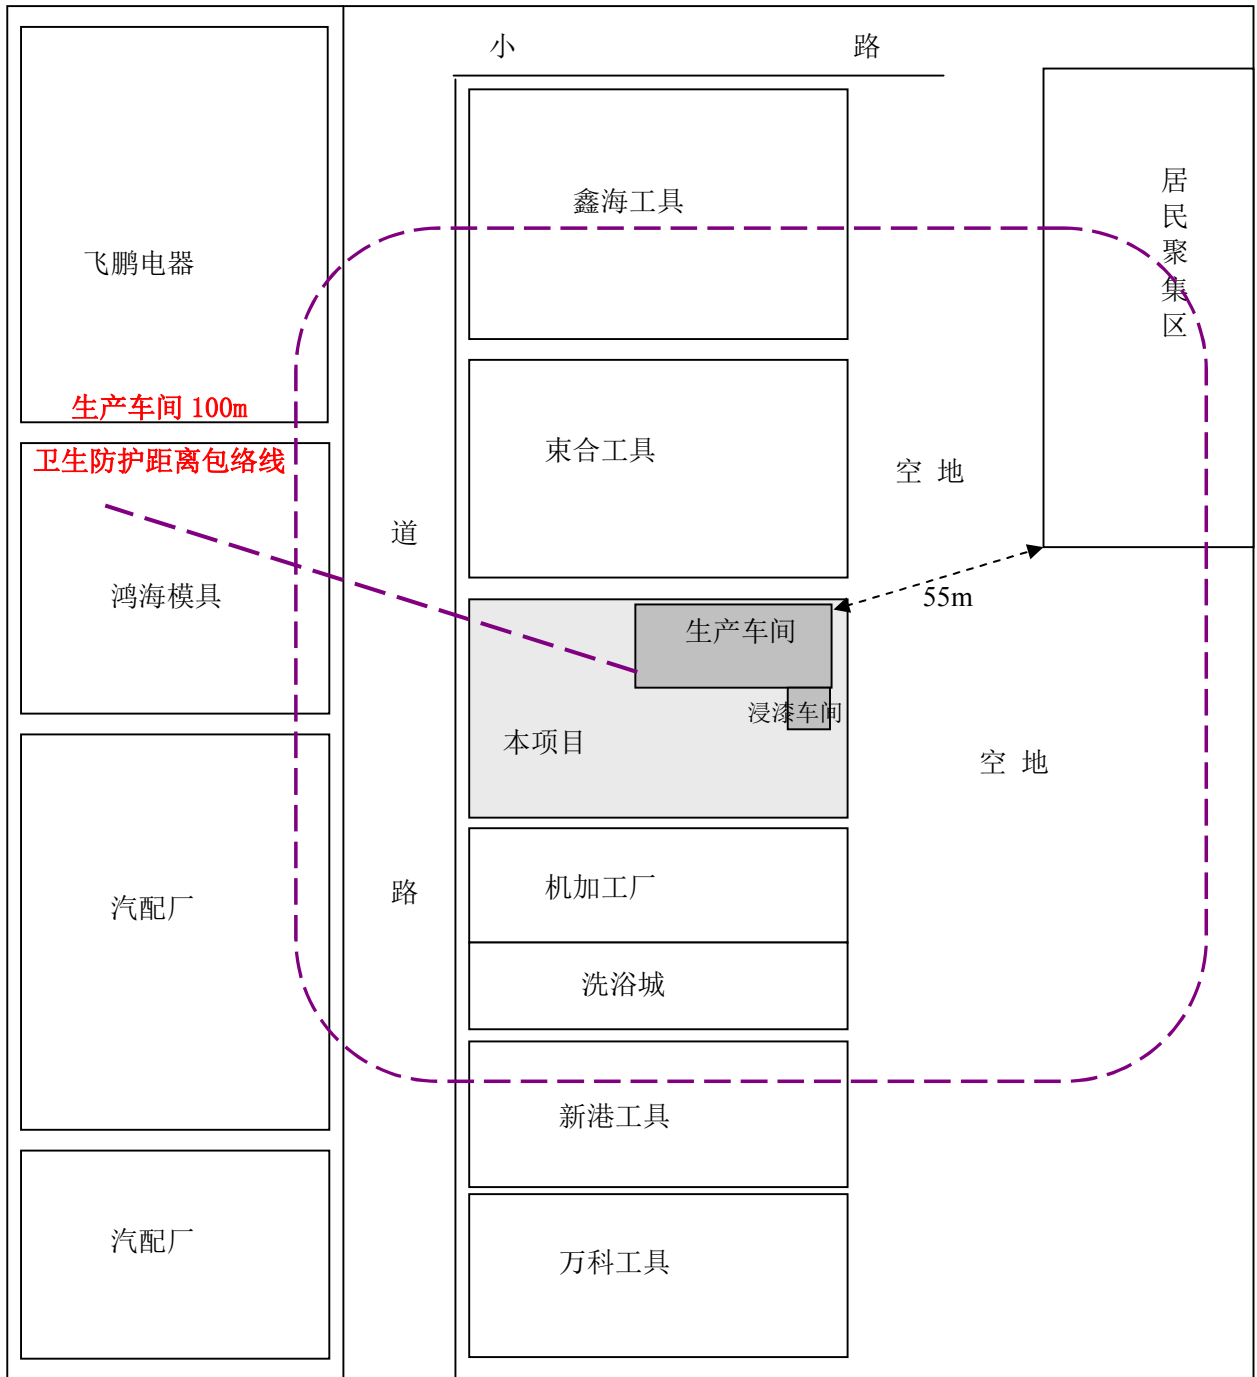 小 路
鑫海工具
居民聚集区
飞鹏电器
生产车间 100m
卫生防护距离包络线
束合工具
空 地
道
鸿海模具
55m
生产车间
浸漆车间
本项目
空 地
路
机加工厂
汽配厂
洗浴城
新港工具
汽配厂
万科工具